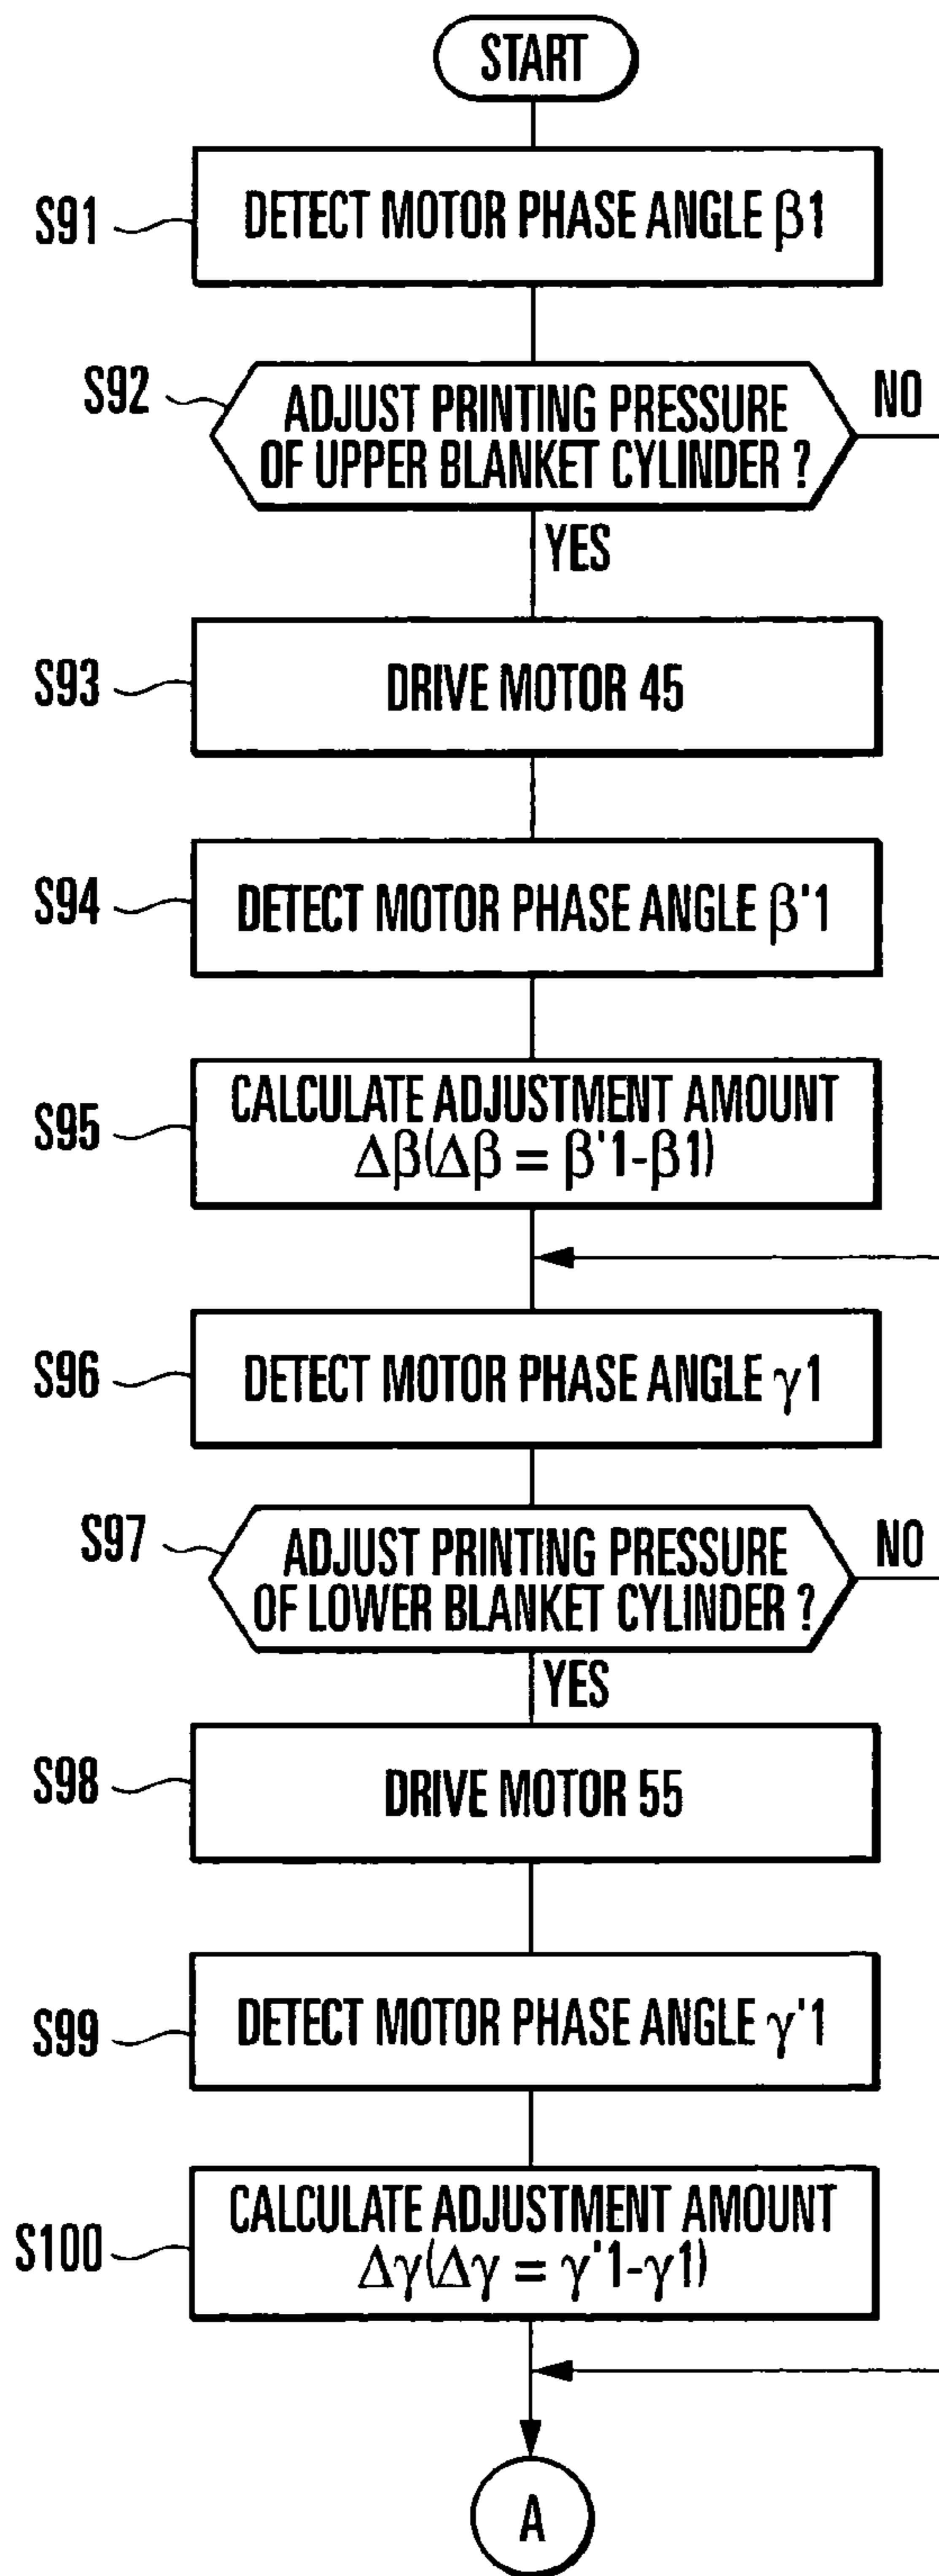 START
S91
DETECT MOTOR PHASE ANGLE β1
S92
ADJUST PRINTING PRESSURE
OF UPPER BLANKET CYLINDER ?
NO
YES
S93
DRIVE MOTOR 45
S94
DETECT MOTOR PHASE ANGLE β'1
S95
CALCULATE ADJUSTMENT AMOUNT
Δβ(Δβ = β'1-β1)
S96
DETECT MOTOR PHASE ANGLE γ1
S97
ADJUST PRINTING PRESSURE
OF LOWER BLANKET CYLINDER ?
NO
YES
S98
DRIVE MOTOR 55
S99
DETECT MOTOR PHASE ANGLE γ'1
S100
CALCULATE ADJUSTMENT AMOUNT
Δγ(Δγ = γ'1-γ1)
A